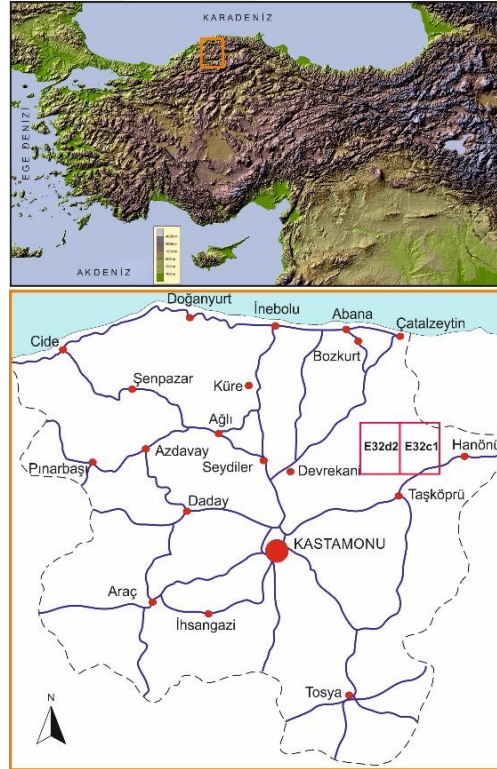 KARADENİZ
EGE DENİZİ
AKDENİZ
Doğanyurt
İnebolu
Abana
Çatalzeytin
Cide
Bozkurt
Şenpazar
Küre
Ağlı
E32d2
E32c1
Hanönü
Pınarbaşı
Azdavay
Seydiler
Devrekani
Taşköprü
Daday
KASTAMONU
Araç
İhsangazi
Tosya
N